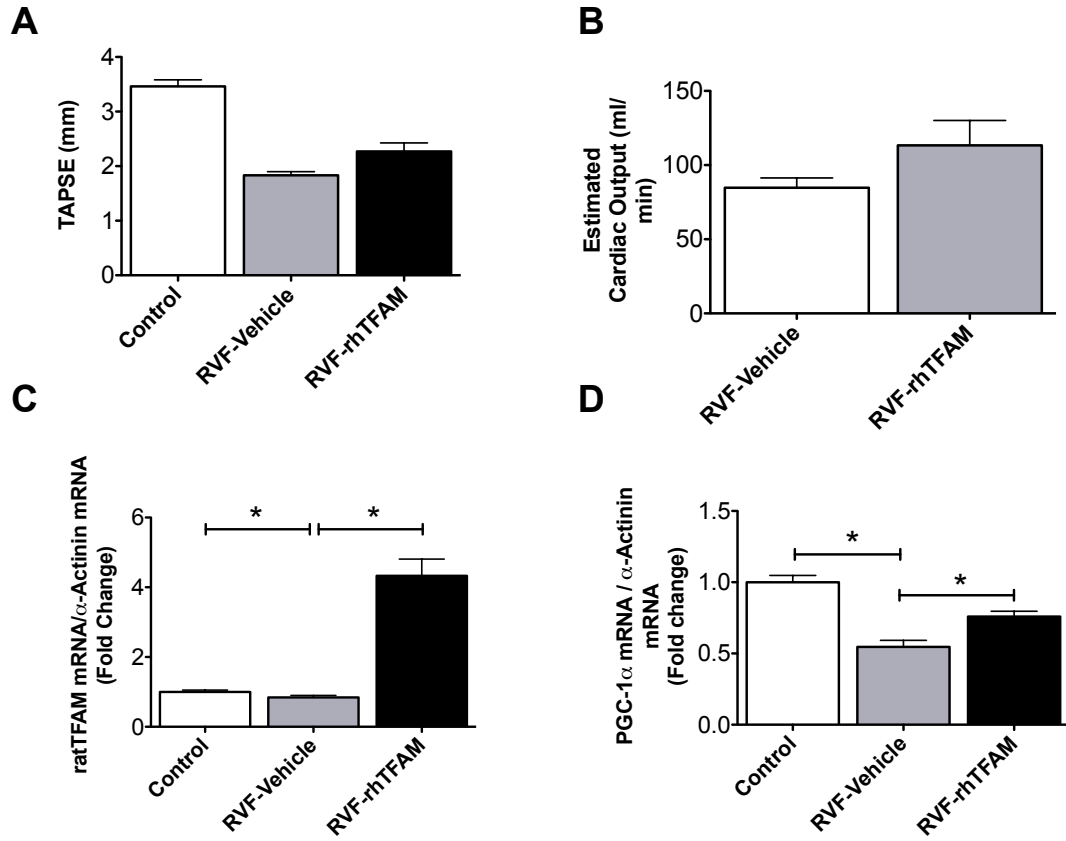 A
TAPSE (mm)
4
3
2
1
0
Control
RVF-Vehicle
RVF-rhTFAM
B
Estimated
Cardiac Output (ml/
min)
150
100
50
0
RVF-Vehicle
RVF-rhTFAM
C
ratTFAM mRNA/α-Actinin mRNA
(Fold Change)
6
4
2
0
*
*
Control
RVF-Vehicle
RVF-rhTFAM
D
PGC-1α mRNA / α-Actinin
mRNA
(Fold change)
1.5
1.0
0.5
0.0
*
*
Control
RVF-Vehicle
RVF-rhTFAM